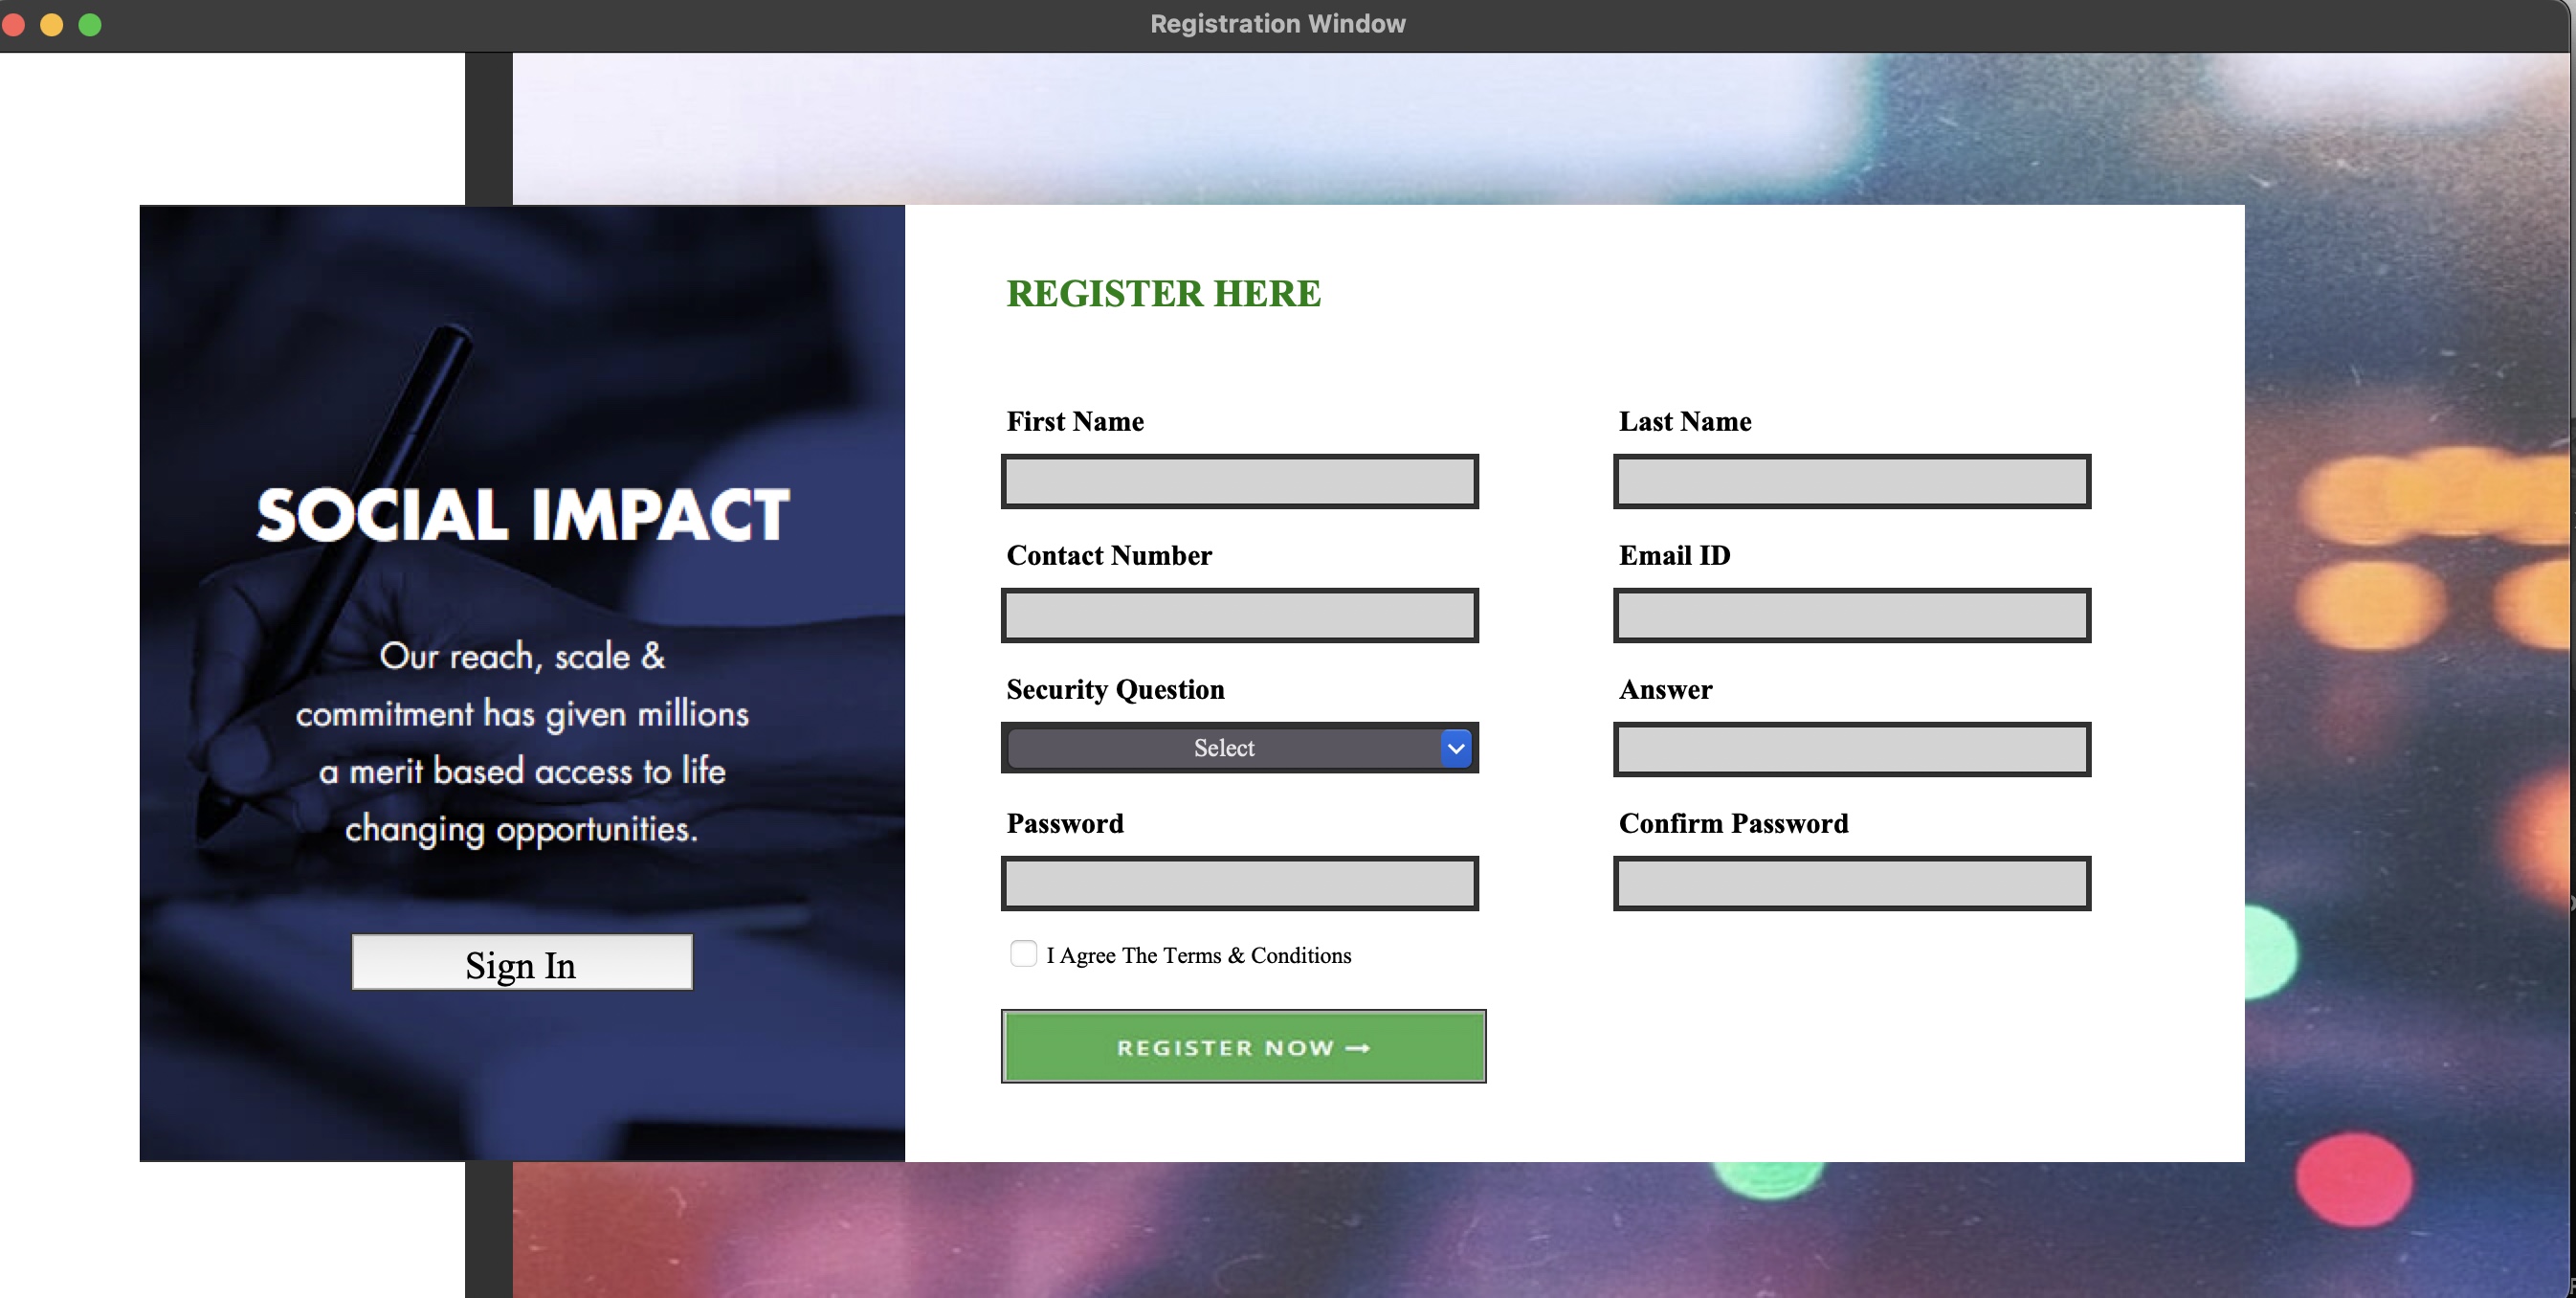 Registration Window
SOCIAL IMPACT
Our reach, scale &
commitment has given millions
a merit based access to life
changing opportunities.
Sign In
REGISTER HERE
First Name
Last Name
Contact Number
Email ID
Security Question
Answer
Select
Password
Confirm Password
I Agree The Terms & Conditions
REGISTER NOW →